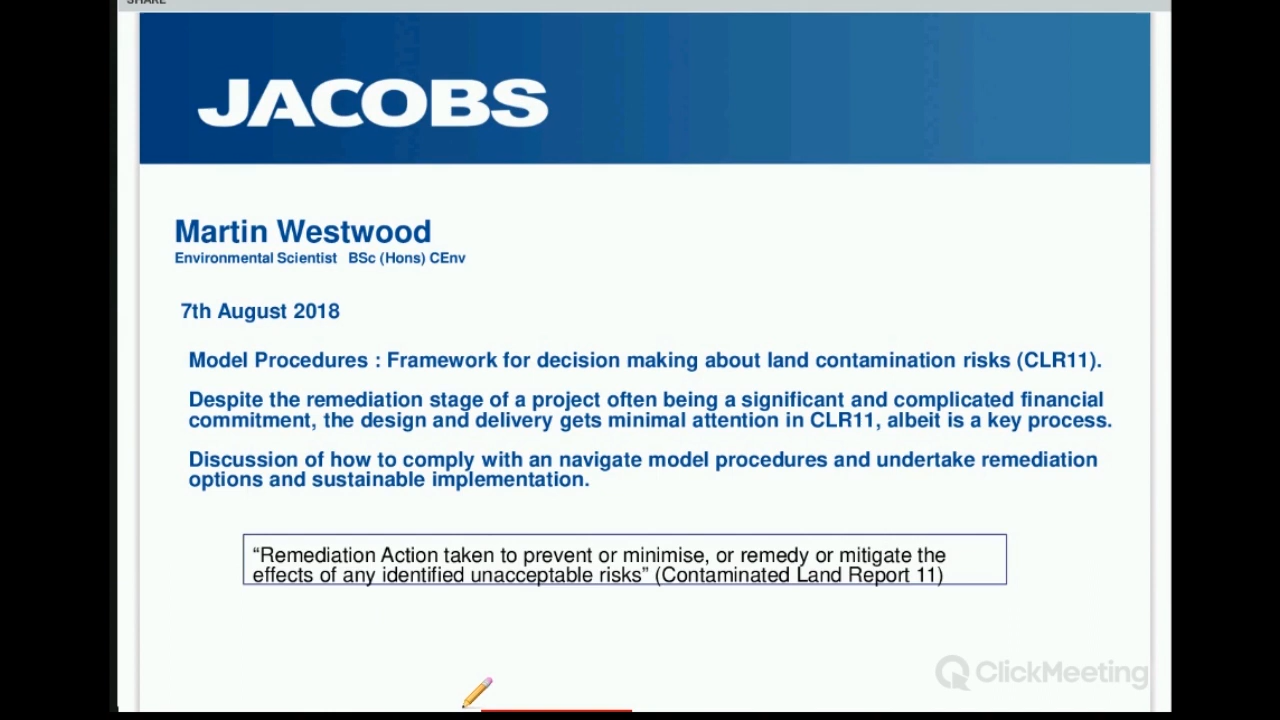 SHARE
JACOBS
Martin Westwood
Environmental Scientist BSc (Hons) CEnv
7th August 2018
Model Procedures : Framework for decision making about land contamination risks (CLR11).
Despite the remediation stage of a project often being a significant and complicated financial
commitment, the design and delivery gets minimal attention in CLR11, albeit is a key process.
Discussion of how to comply with an navigate model procedures and undertake remediation
options and sustainable implementation.
“Remediation Action taken to prevent or minimise, or remedy or mitigate the
effects of any identified unacceptable risks” (Contaminated Land Report 11)
ClickMeeting